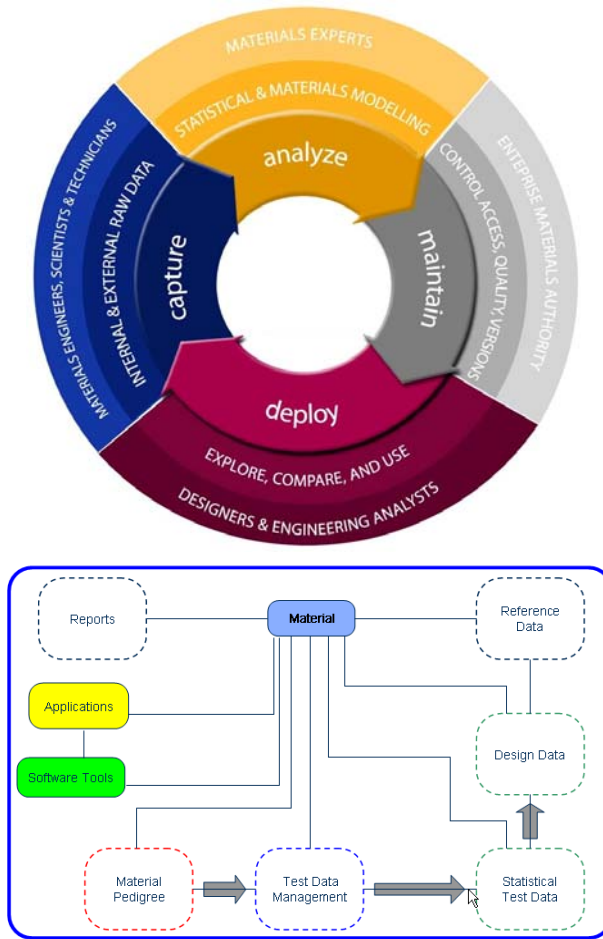 MATERIALS EXPERTS
STATISTICAL & MATERIALS MODELLING
analyze
MATERIALS ENGINEERS, SCIENTISTS & TECHNICIANS
INTERNAL & EXTERNAL RAW DATA
capture
maintain
CONTROL ACCESS, QUALITY, VERSIONS
ENTEPRISE MATERIALS AUTHORITY
deploy
EXPLORE, COMPARE, AND USE
DESIGNERS & ENGINEERING ANALYSTS
Reports
Material
Reference
Data
Applications
Software Tools
Design Data
Material
Pedigree
Test Data
Management
Statistical
Test Data